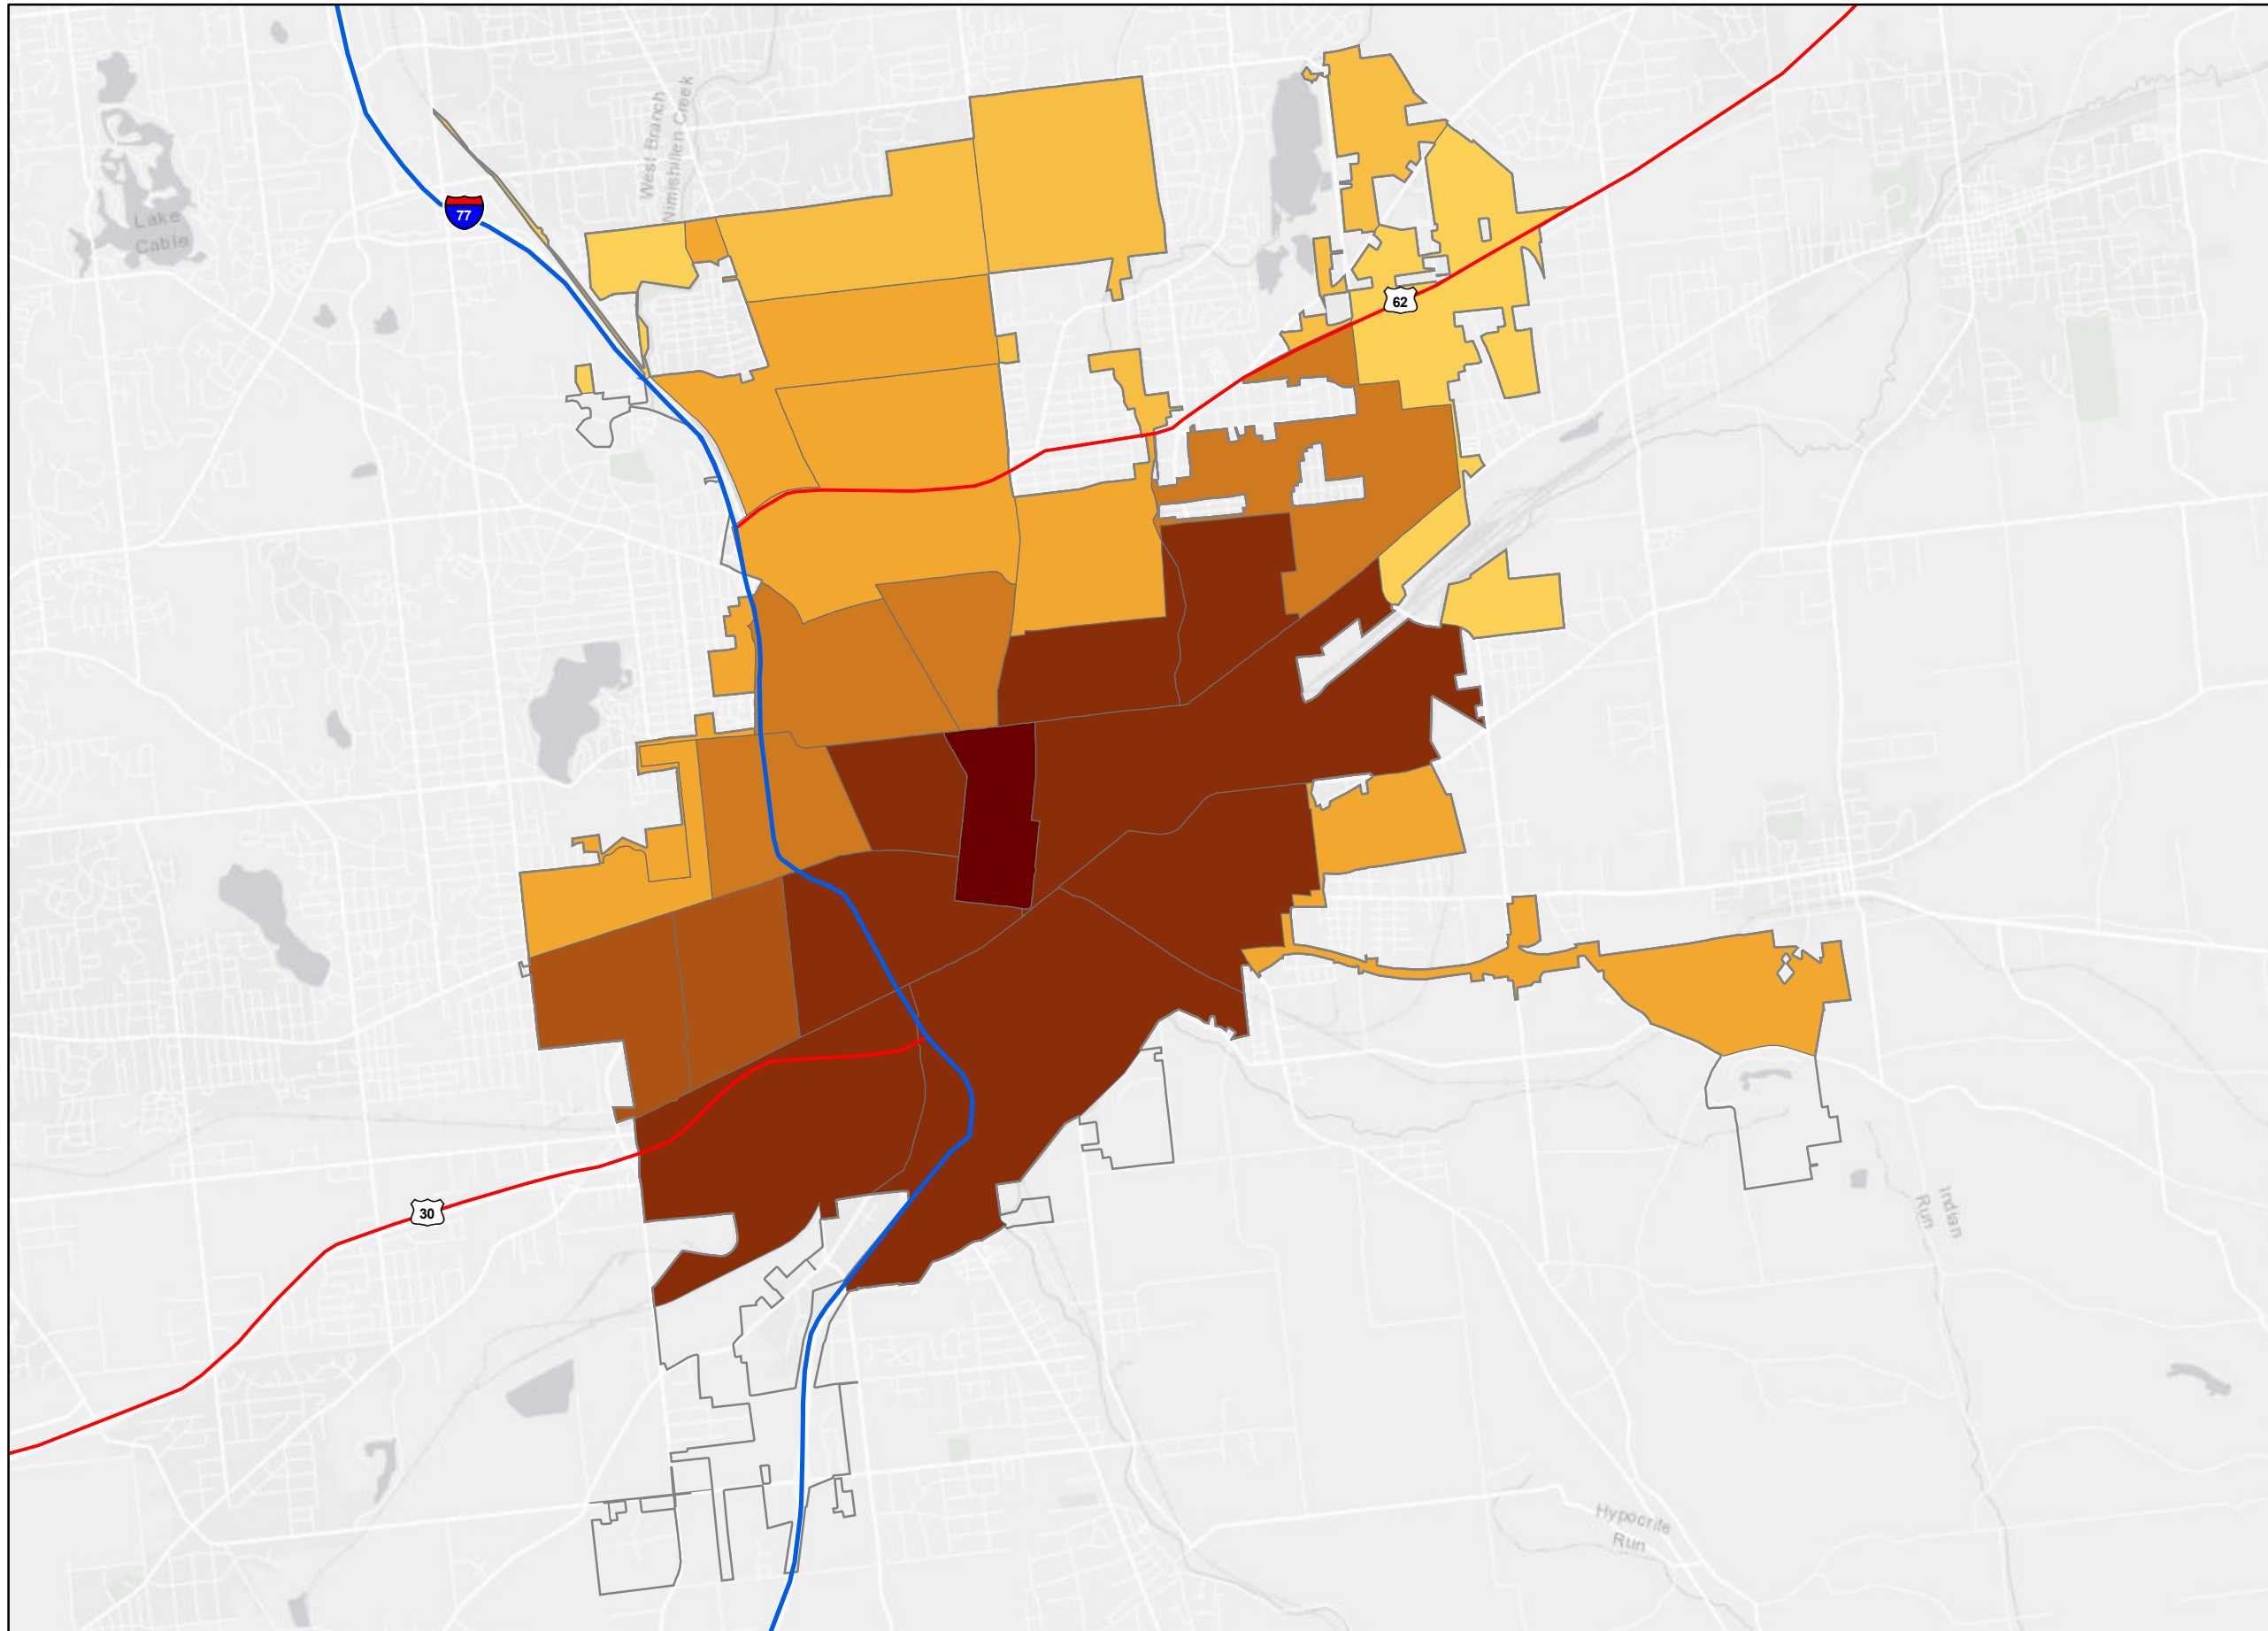 West Branch
Nimishillen Creek
77
Lake
Cable
62
30
Indian
Run
Hypocrite
Run